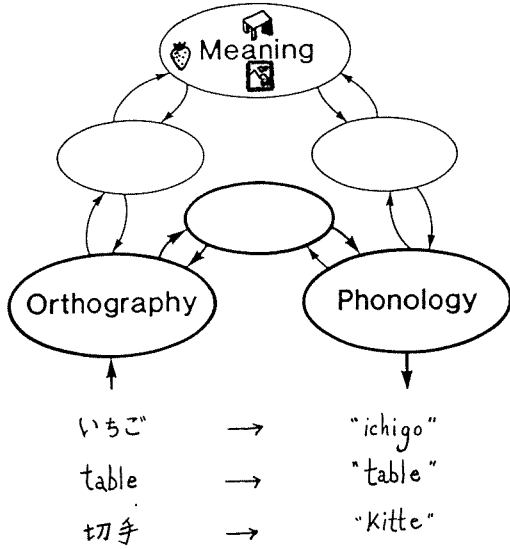 Meaning
Orthography
Phonology
いちご → "ichigo"
table → "table"
切手 → "Kitte"